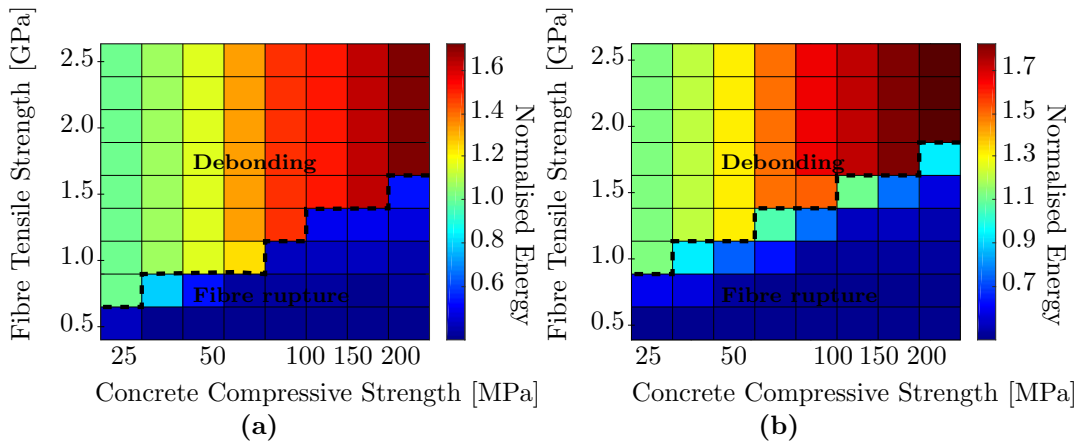 Fibre Tensile Strength [GPa]
2.5
2.0
1.5
1.0
0.5
Debonding
Fibre rupture
25 50 100 150 200
Concrete Compressive Strength [MPa]
1.6
1.4
1.2
1.0
0.8
0.6
Normalised Energy
(a)
Fibre Tensile Strength [GPa]
2.5
2.0
1.5
1.0
0.5
Debonding
Fibre rupture
25 50 100 150 200
Concrete Compressive Strength [MPa]
1.7
1.5
1.3
1.1
0.9
0.7
Normalised Energy
(b)